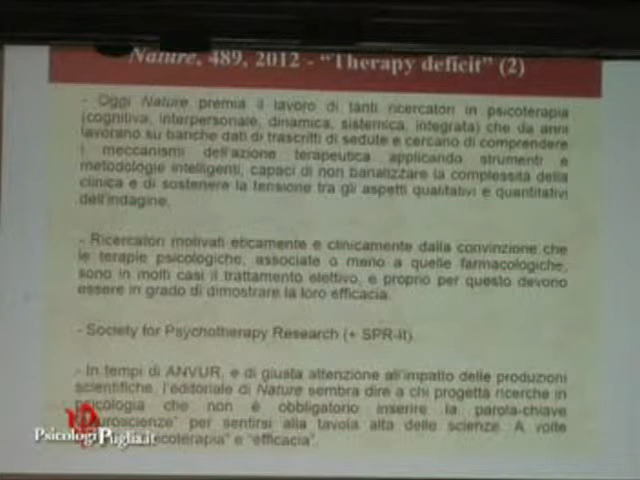 Nature, 489, 2012 - "Therapy deficit" (2)
- Oggi Nature premia il lavoro di tanti ricercatori in psicoterapia
(cognitiva, interpersonale, dinamica, sistemica, integrata) che da anni
lavorano su banche dati di trascritti di sedute e cercano di comprendere
i meccanismi dell'azione terapeutica applicando strumenti e
metodologie intelligenti, capaci di non banalizzare la complessità della
clinica e di sostenere la tensione tra gli aspetti qualitativi e quantitativi
dell'indagine.
- Ricercatori motivati eticamente e clinicamente dalla convinzione che
le terapie psicologiche, associate o meno a quelle farmacologiche,
sono in molti casi il trattamento elettivo, e proprio per questo devono
essere in grado di dimostrare la loro efficacia.
- Society for Psychotherapy Research (+ SPR-It)
- In tempi di ANVUR, e di giusta attenzione all'impatto delle produzioni
scientifiche, l'editoriale di Nature sembra dire a chi progetta ricerche in
psicologia che non è obbligatorio inserire la parola-chiave
"neuroscienze" per sentirsi alla tavola alta delle scienze. A volte
"psicoterapia" e "efficacia".
PsicologiPuglia.it